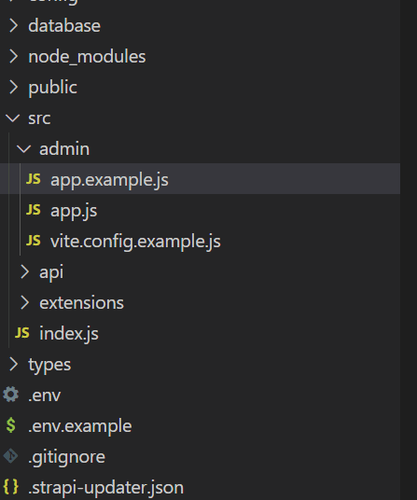 config
database
node_modules
public
src
admin
JS app.example.js
JS app.js
JS vite.config.example.js
api
extensions
JS index.js
types
.env
$ .env.example
.gitignore
{} .strapi-updater.json